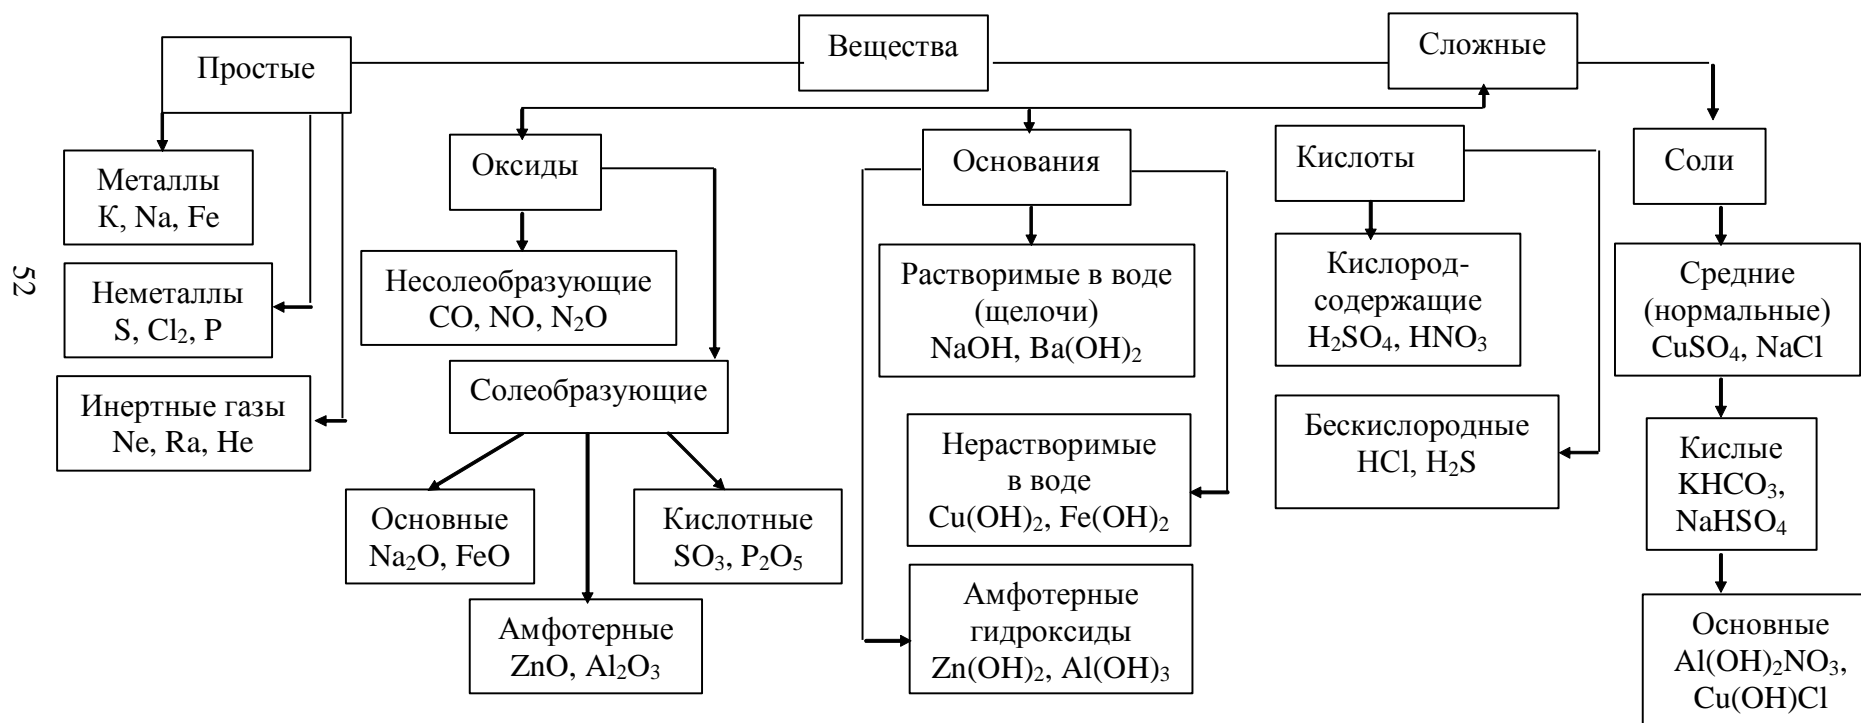 Вещества
Простые
Сложные
Металлы
K, Na, Fe
Неметаллы
S, Cl₂, P
Инертные газы
Ne, Ra, He
Оксиды
Несолеобразующие
CO, NO, N₂O
Солеобразующие
Основные
Na₂O, FeO
Кислотные
SO₃, P₂O₅
Амфотерные
ZnO, Al₂O₃
Основания
Растворимые в воде
(щелочи)
NaOH, Ba(OH)₂
Нерастворимые
в воде
Cu(OH)₂, Fe(OH)₂
Амфотерные
гидроксиды
Zn(OH)₂, Al(OH)₃
Кислоты
Кислород-
содержащие
H₂SO₄, HNO₃
Бескислородные
HCl, H₂S
Соли
Средние
(нормальные)
CuSO₄, NaCl
Кислые
KHCO₃,
NaHSO₄
Основные
Al(OH)₂NO₃,
Cu(OH)Cl
52